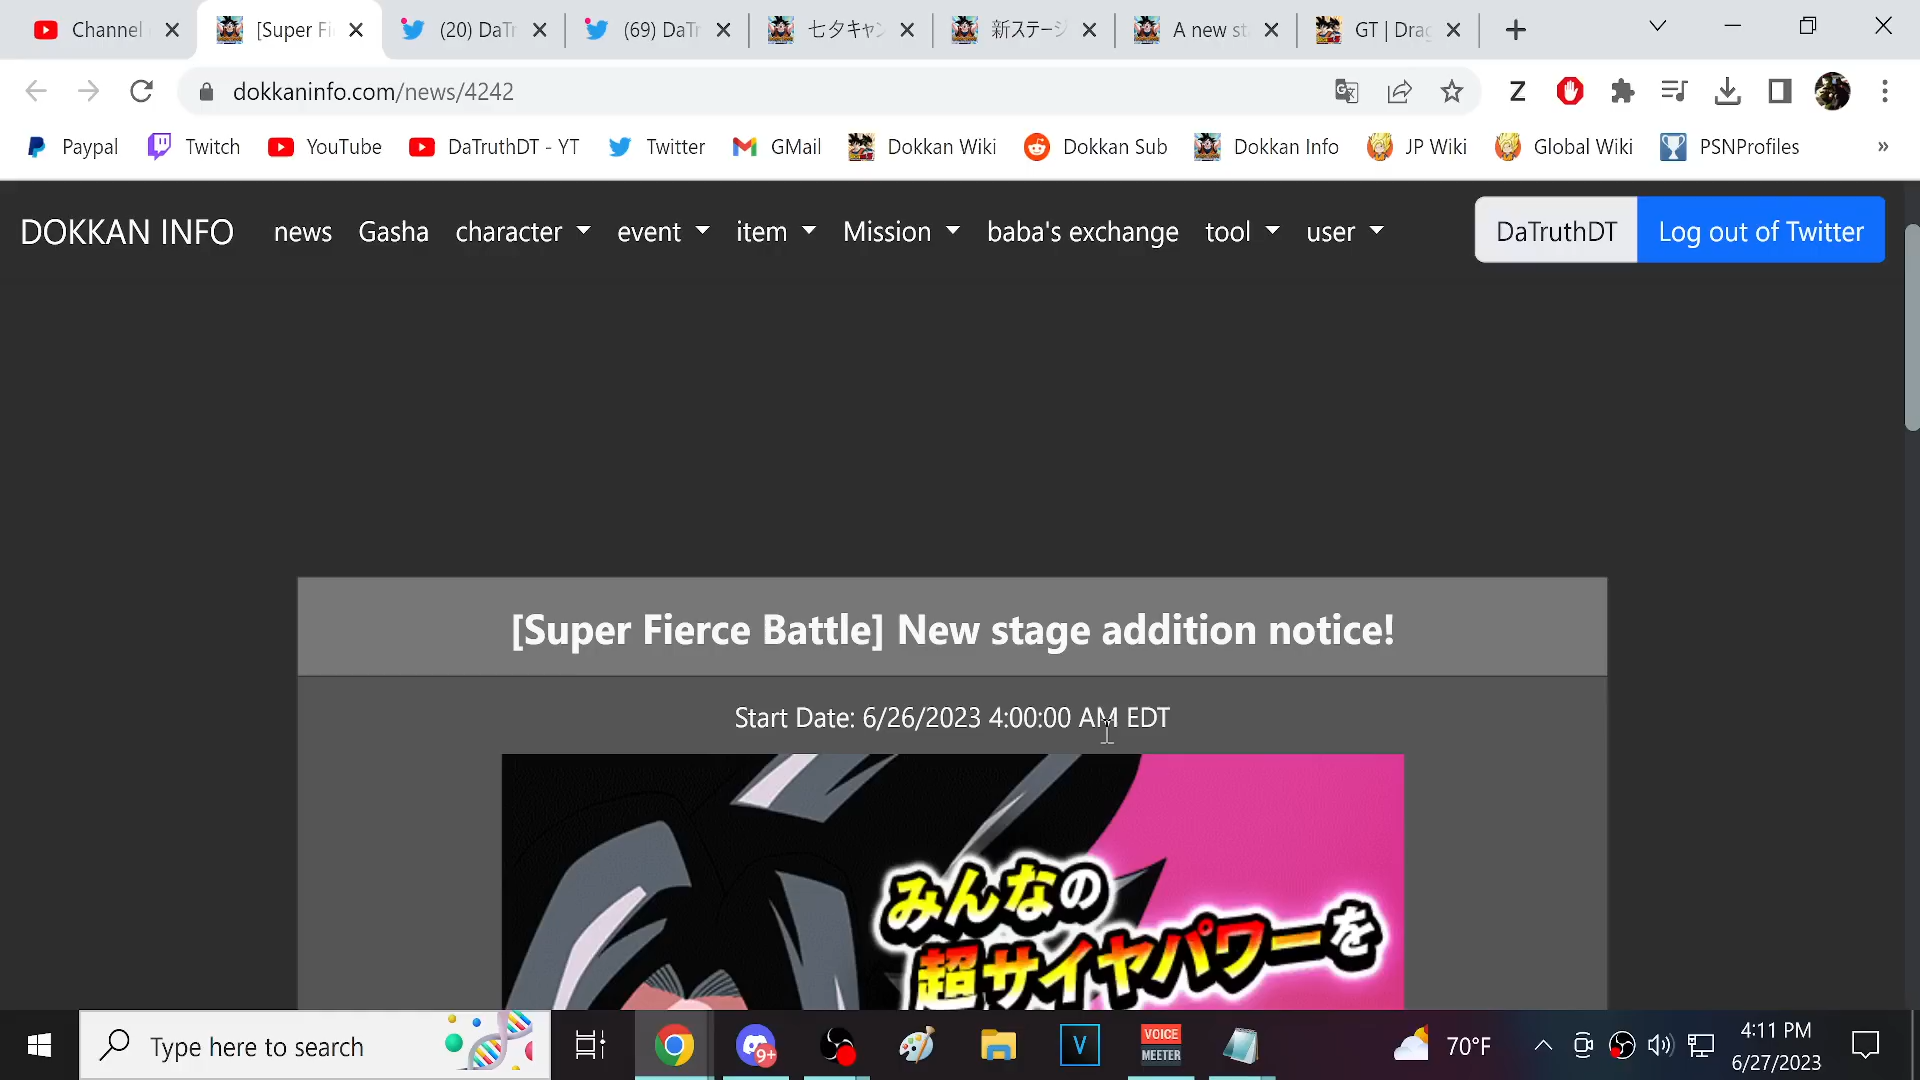 Channel
[Super Fi
(20) DaTr
(69) DaTr
七夕キャン
新ステージ
A new st
GT | Drag
dokkaninfo.com/news/4242
Z
Paypal
Twitch
YouTube
DaTruthDT - YT
Twitter
GMail
Dokkan Wiki
Dokkan Sub
Dokkan Info
JP Wiki
Global Wiki
PSNProfiles
»
DOKKAN INFO
news
Gasha
character
event
item
Mission
baba's exchange
tool
user
DaTruthDT
Log out of Twitter
[Super Fierce Battle] New stage addition notice!
Start Date: 6/26/2023 4:00:00 AM EDT
みんなの
超サイヤパワーを
Type here to search
9+
V
VOICE
MEETER
70°F
4:11 PM
6/27/2023